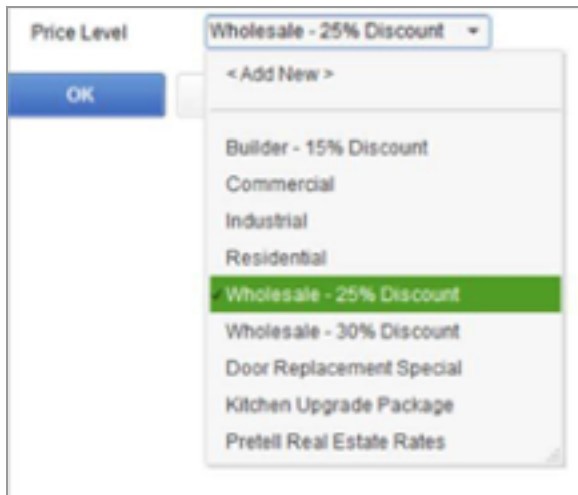 Price Level Wholesale - 25% Discount
< Add New >
OK
Builder - 15% Discount
Commercial
Industrial
Residential
Wholesale - 25% Discount
Wholesale - 30% Discount
Door Replacement Special
Kitchen Upgrade Package
Pretell Real Estate Rates